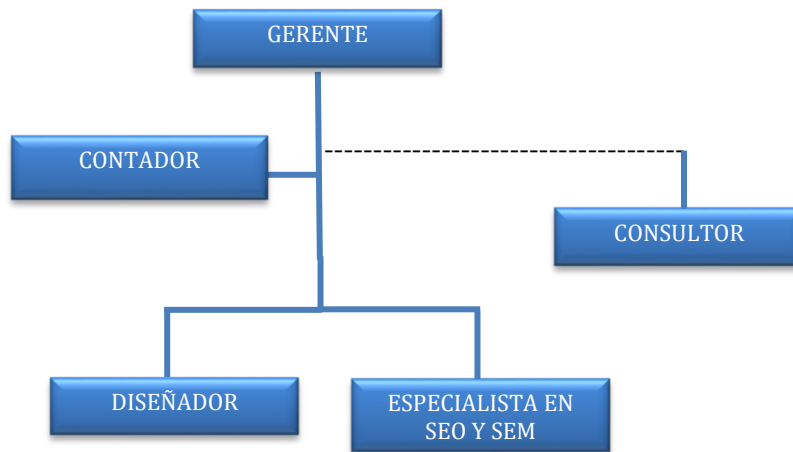 GERENTE
CONTADOR
CONSULTOR
DISEÑADOR
ESPECIALISTA EN
SEO Y SEM